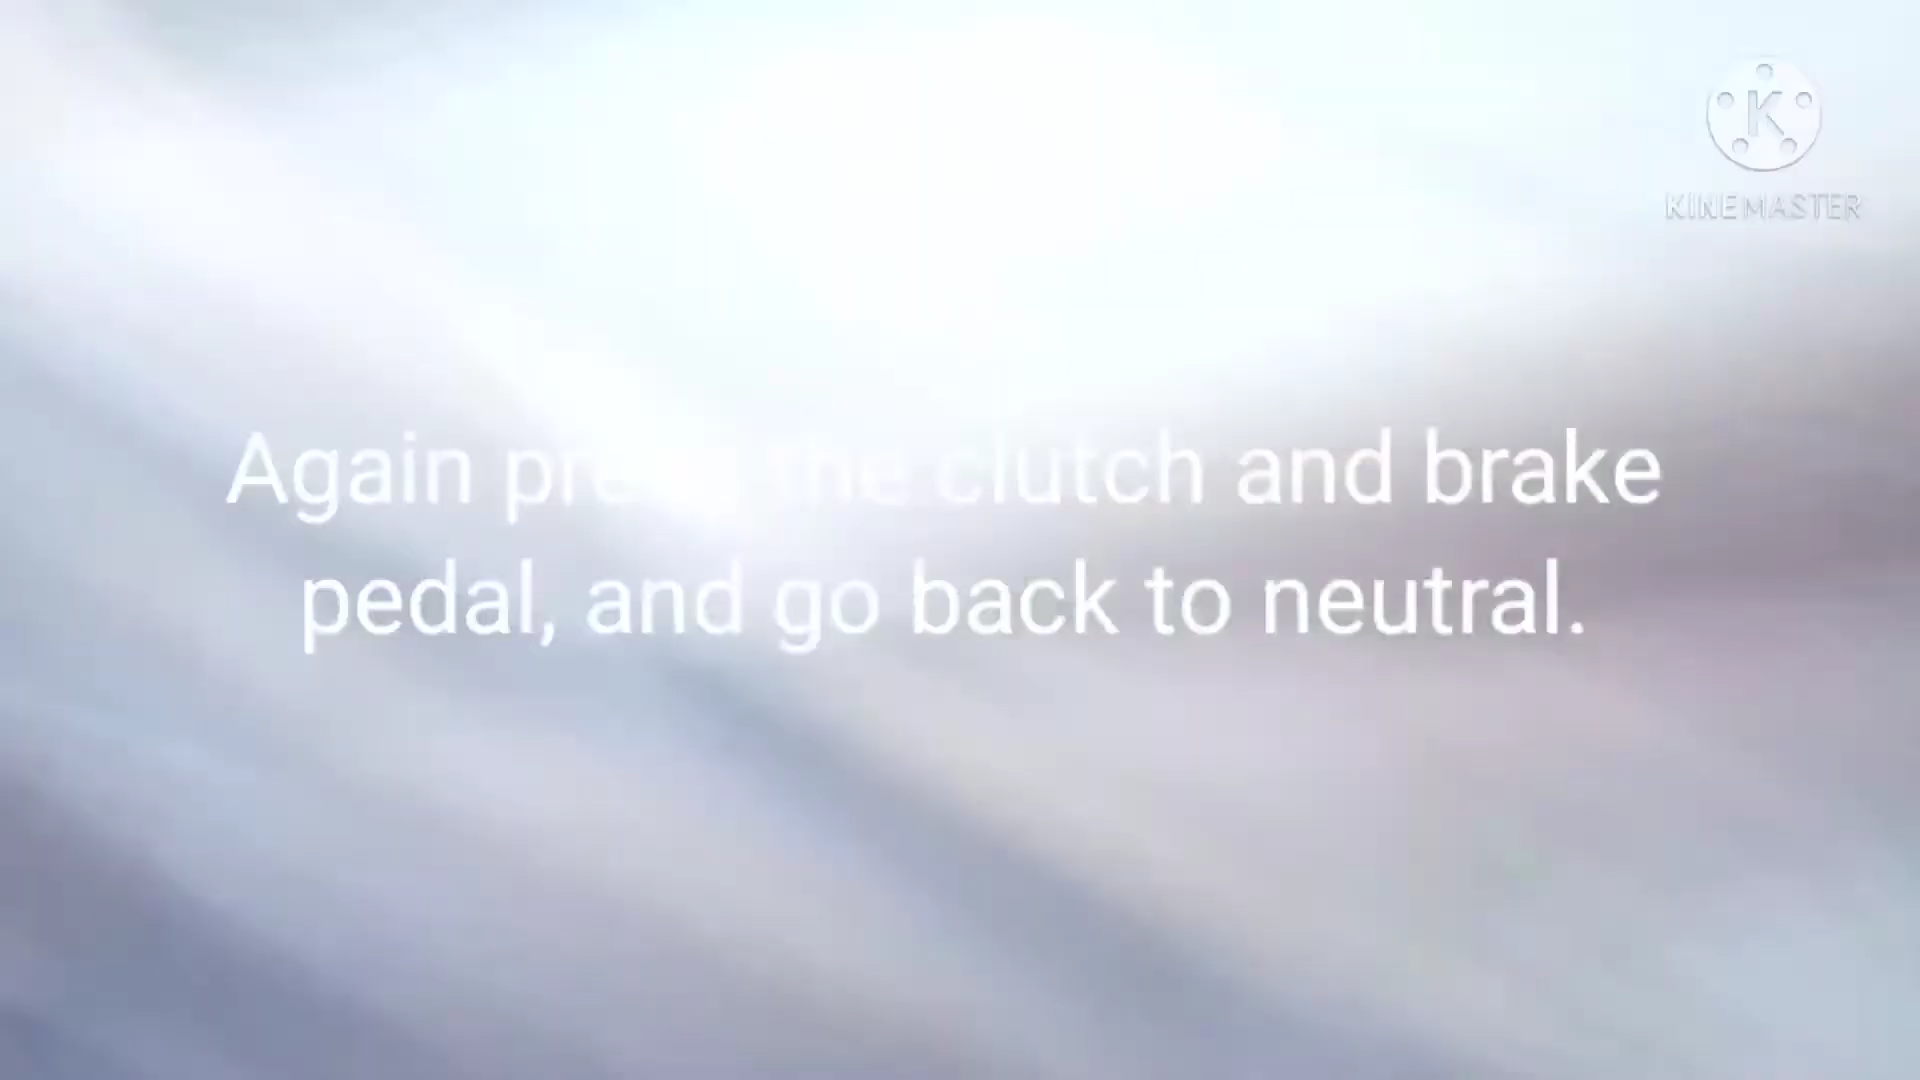 KINEMASTER
Again press the clutch and brake
pedal, and go back to neutral.